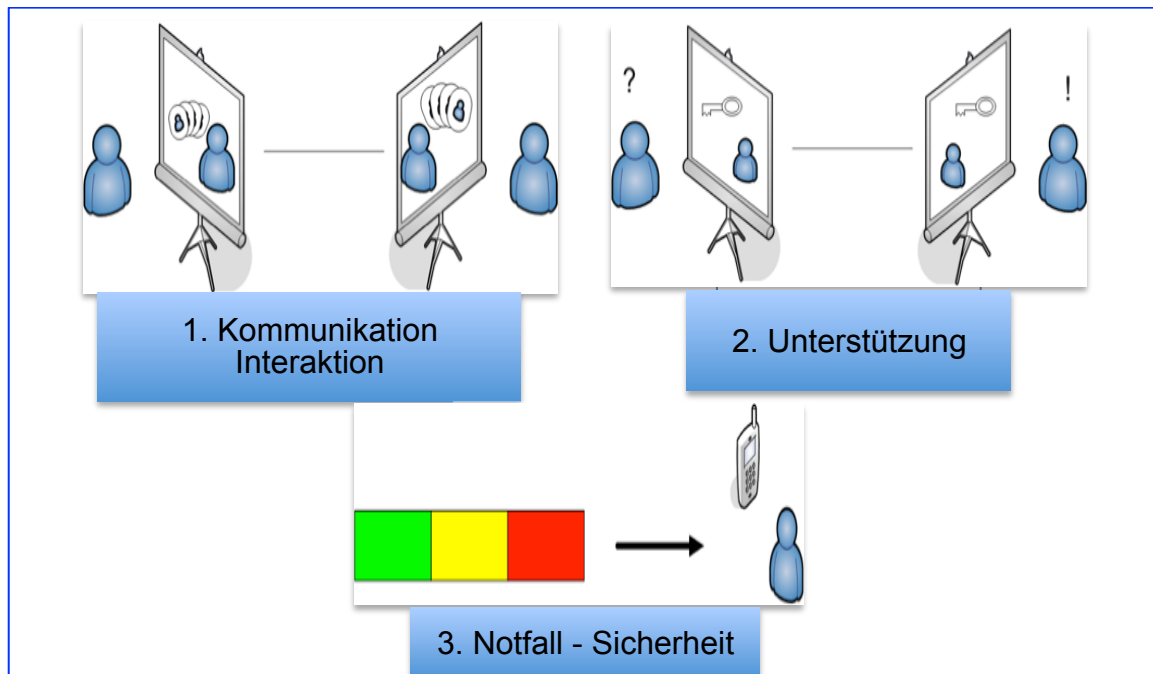 ?
!
1. Kommunikation
Interaktion
2. Unterstützung
3. Notfall - Sicherheit